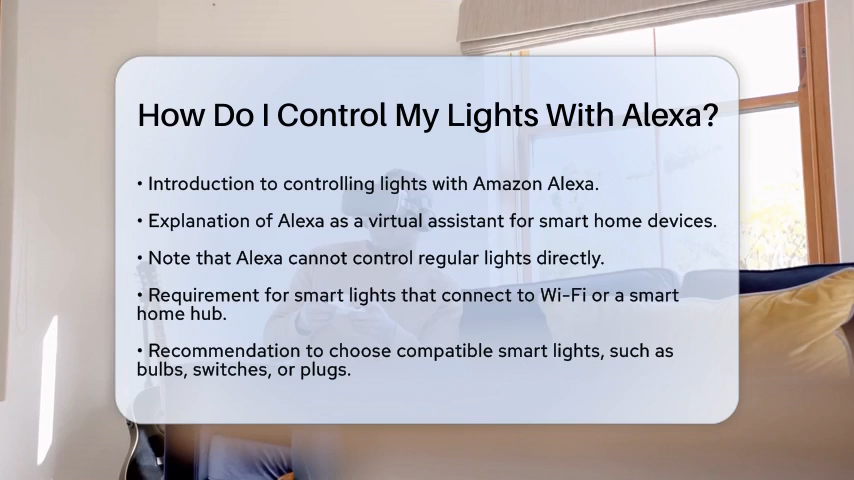 How Do I Control My Lights With Alexa?
• Introduction to controlling lights with Amazon Alexa.
• Explanation of Alexa as a virtual assistant for smart home devices.
• Note that Alexa cannot control regular lights directly.
• Requirement for smart lights that connect to Wi-Fi or a smart
home hub.
• Recommendation to choose compatible smart lights, such as
bulbs, switches, or plugs.